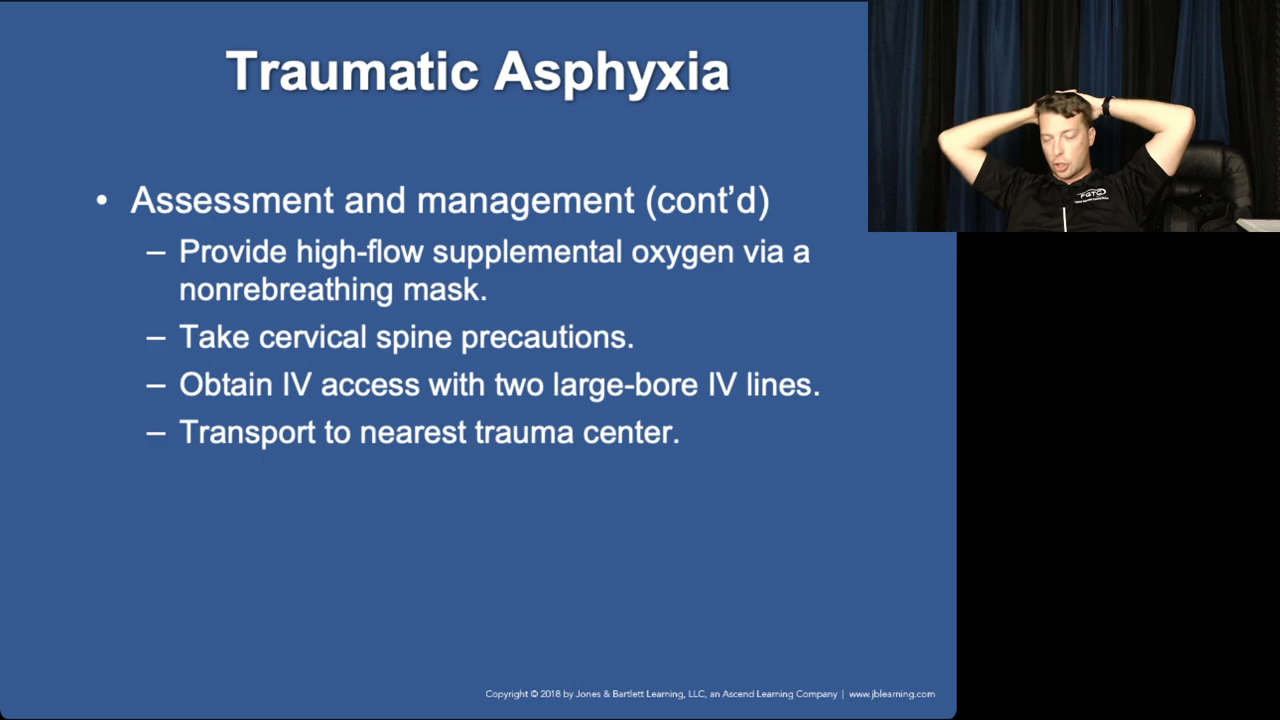 Traumatic Asphyxia
• Assessment and management (cont’d)
– Provide high-flow supplemental oxygen via a
nonrebreathing mask.
– Take cervical spine precautions.
– Obtain IV access with two large-bore IV lines.
– Transport to nearest trauma center.
Copyright © 2018 by Jones & Bartlett Learning, LLC, an Ascend Learning Company | www.jblearning.com